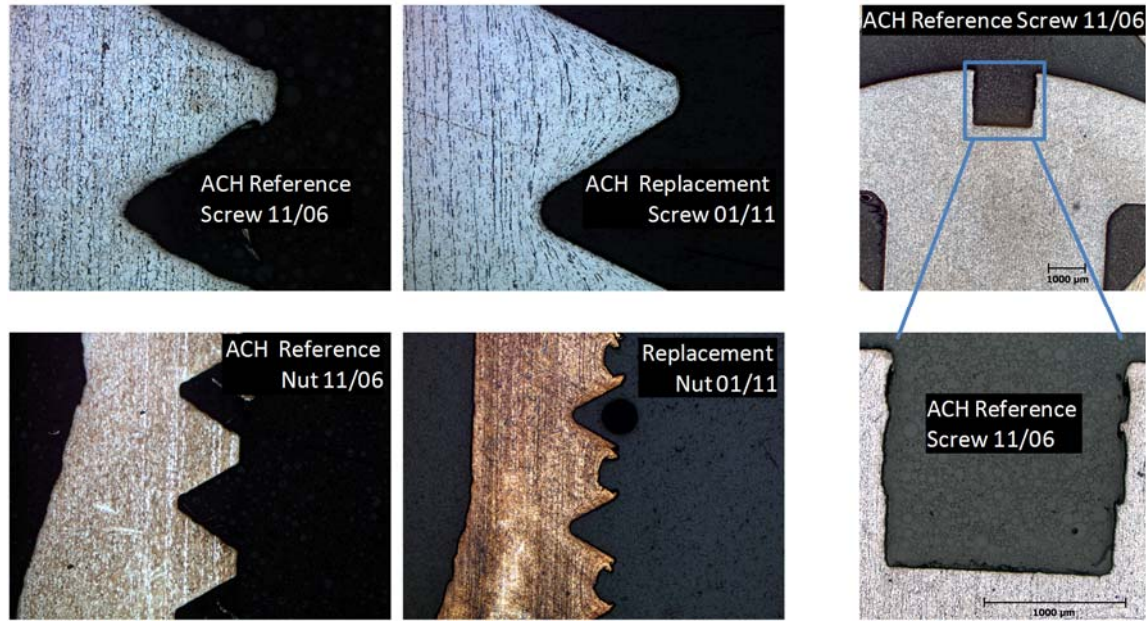 ACH Reference
Screw 11/06
ACH Replacement
Screw 01/11
ACH Reference Screw 11/06
1000 µm
ACH Reference
Nut 11/06
Replacement
Nut 01/11
ACH Reference
Screw 11/06
1000 µm